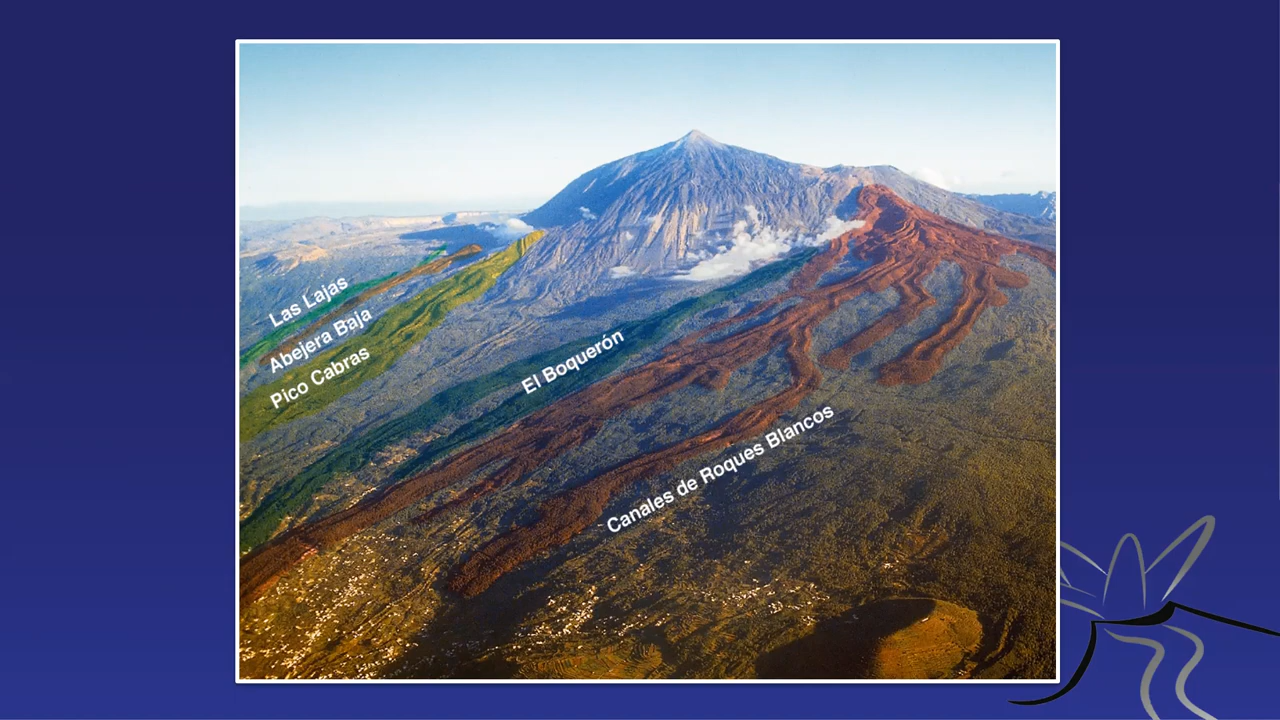 Las Lajas
Abejera Baja
Pico Cabras
El Boquerón
Canales de Roques Blancos